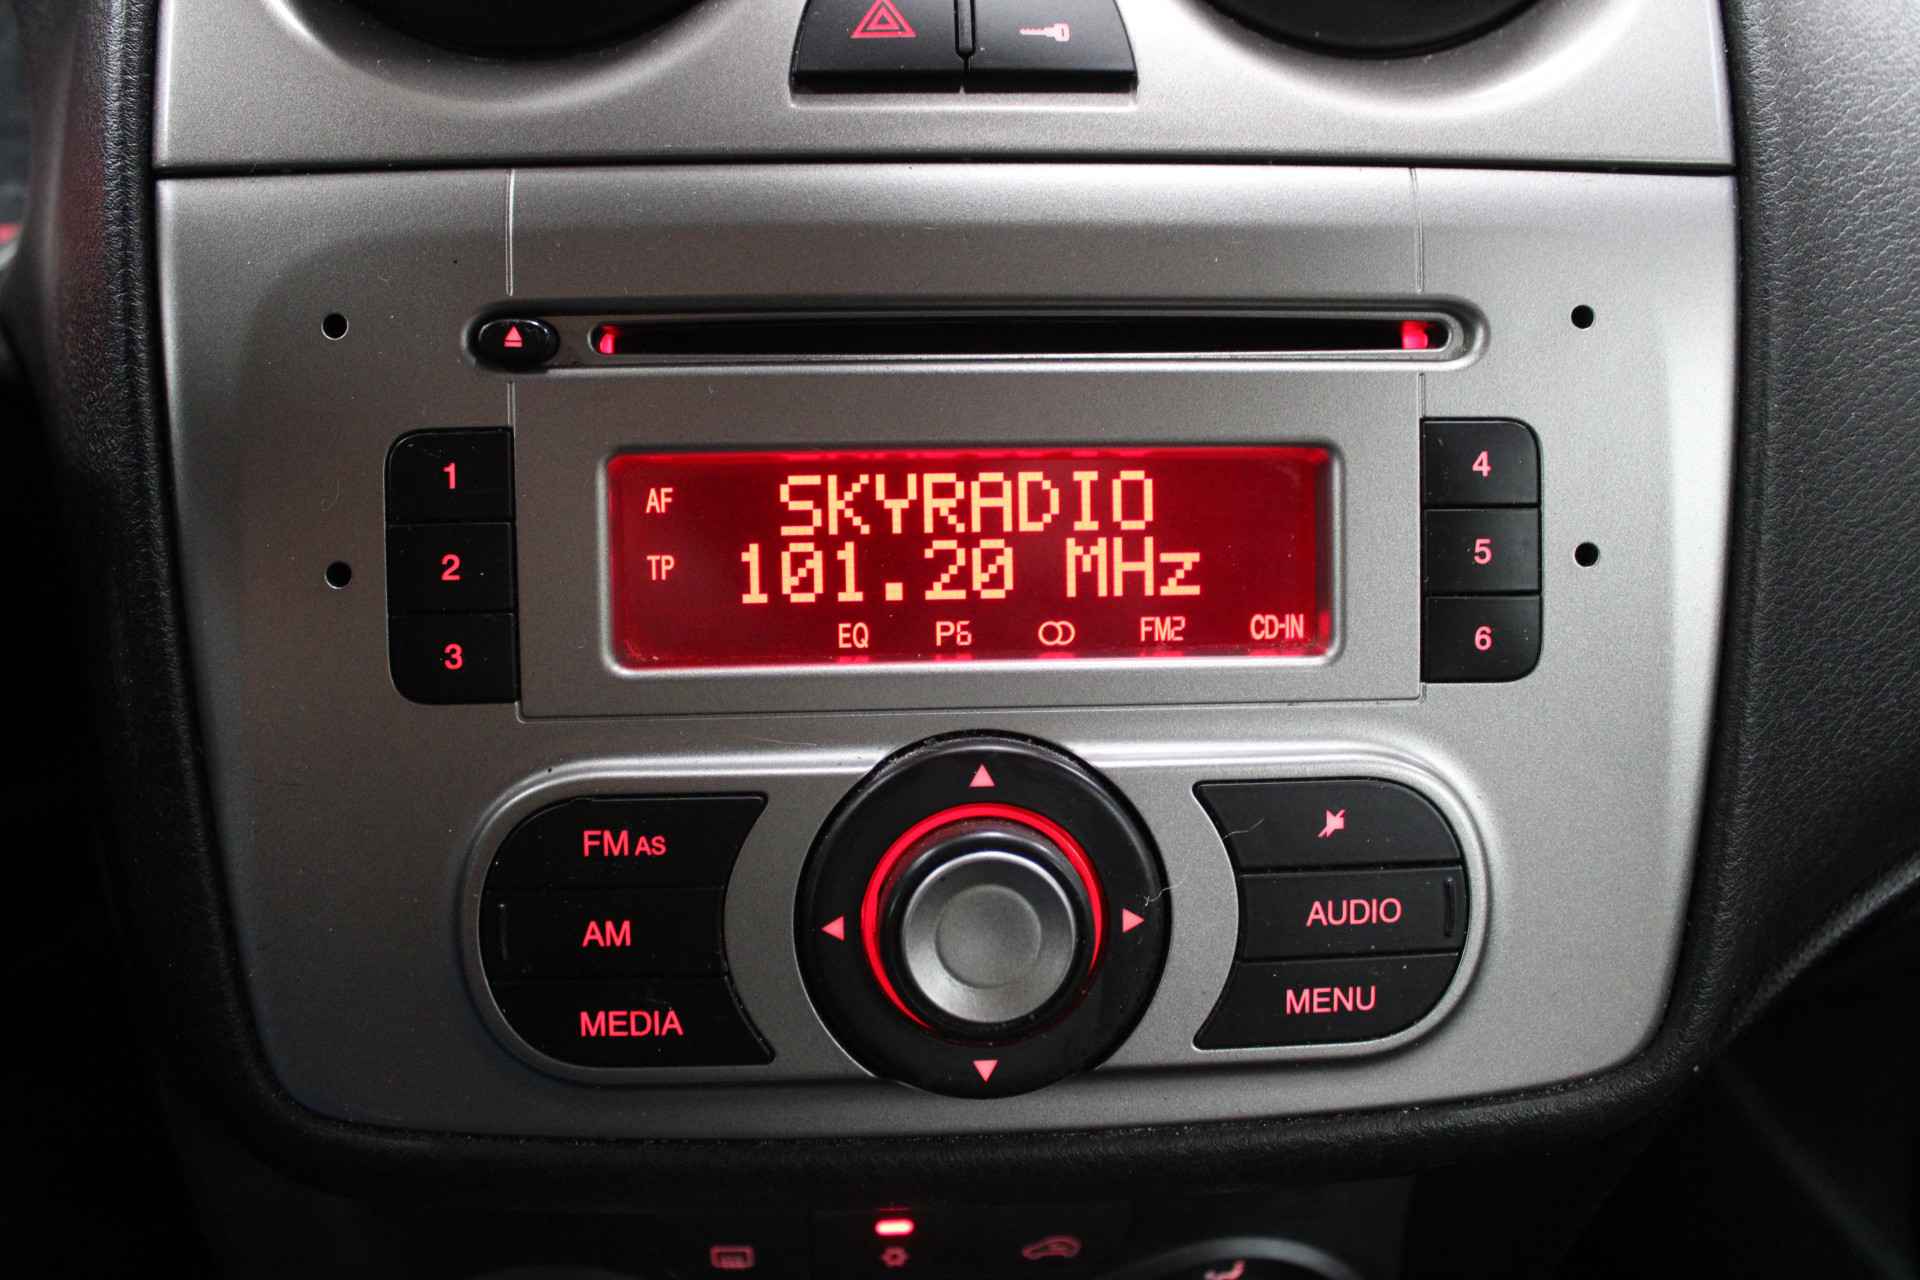 1
2
3
4
5
6
AF
SKYRADIO
TP
101.20 MHz
EQ P6 FM2 CD-IN
FM AS
AM
MEDIA
AUDIO
MENU